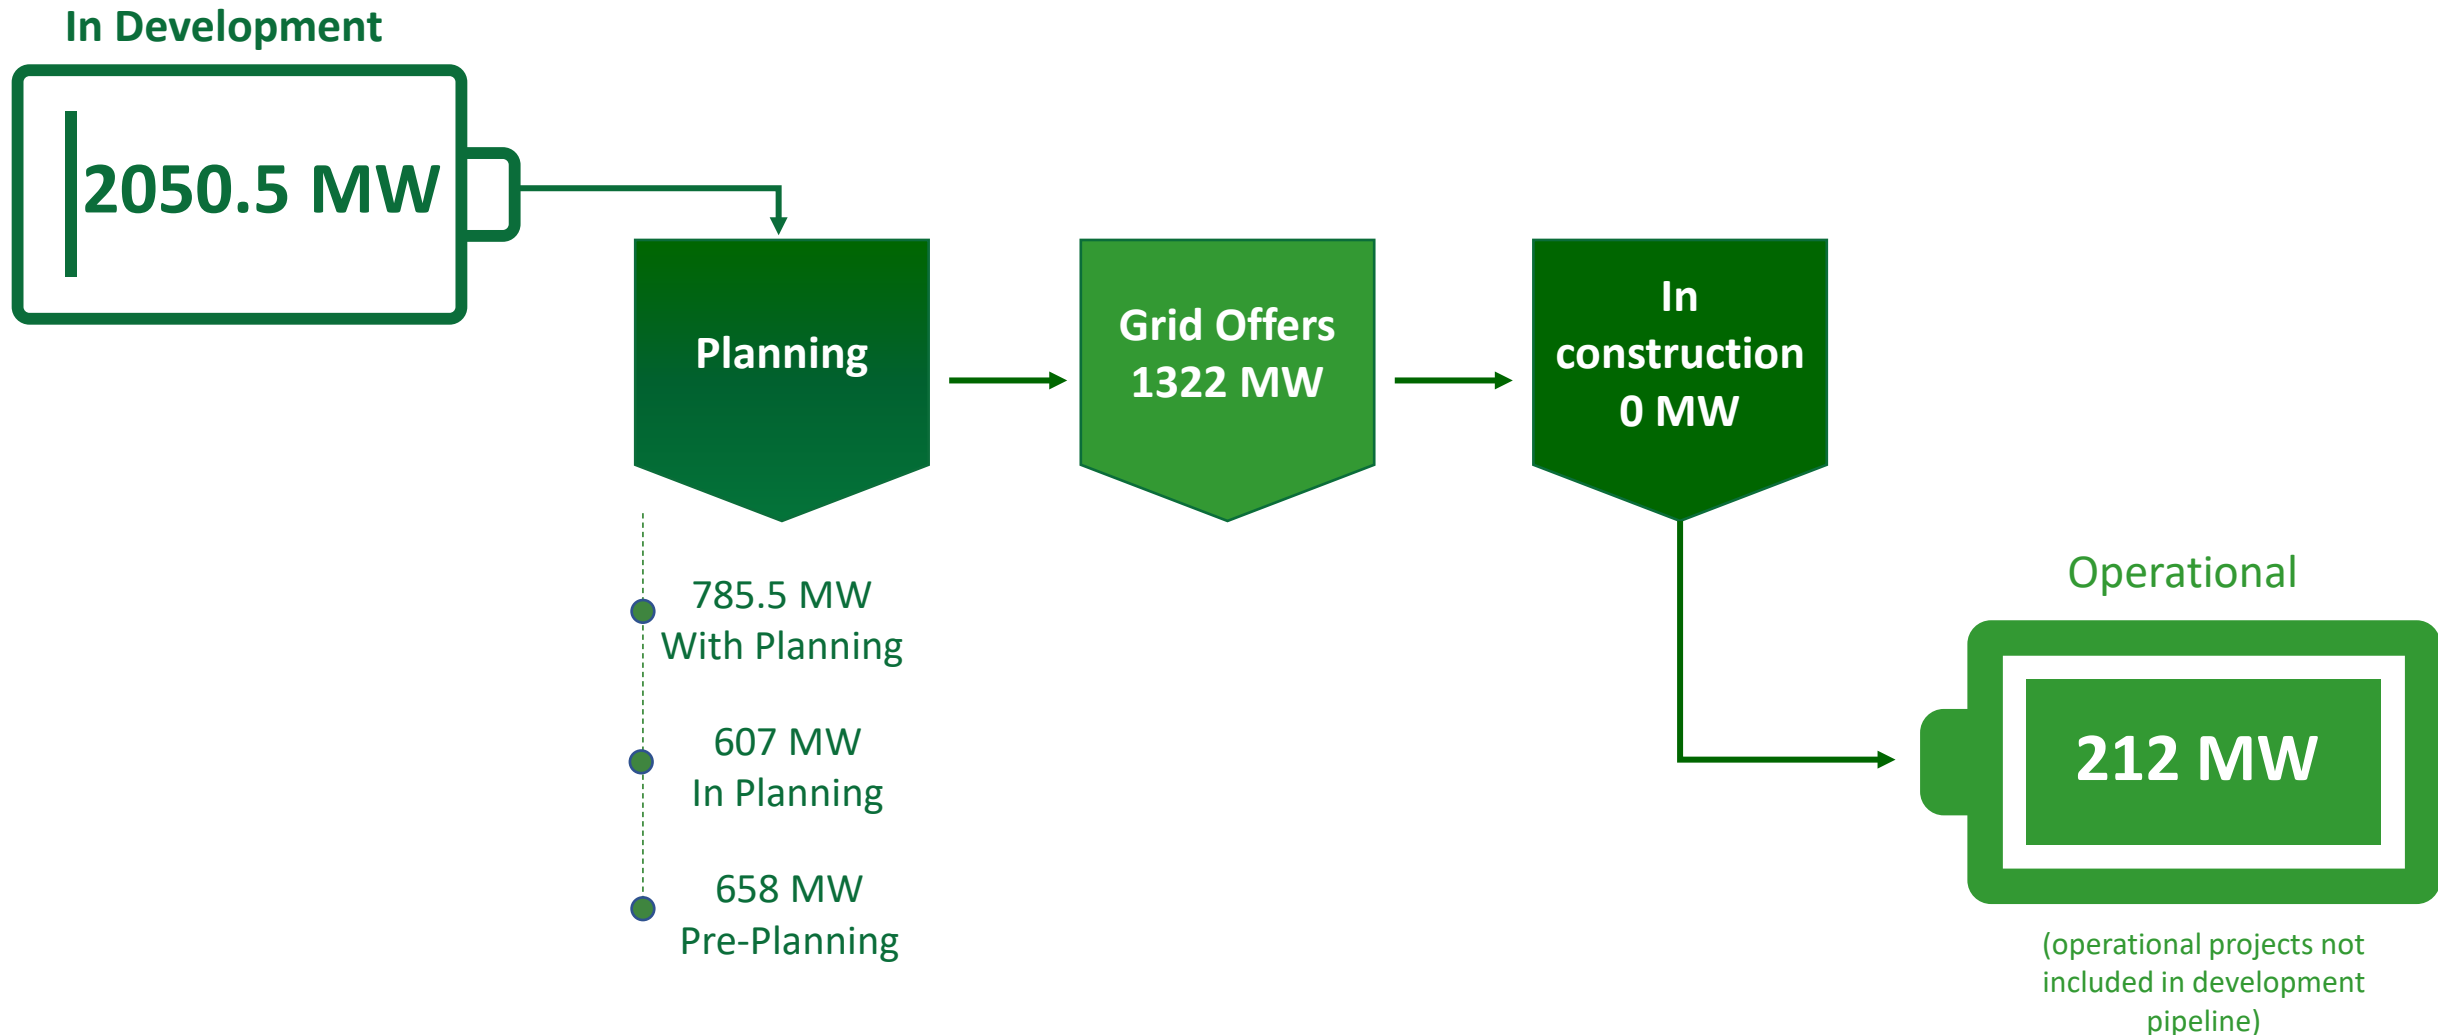 In Development
2050.5 MW
Planning
Grid Offers
1322 MW
In
construction
0 MW
785.5 MW
With Planning
607 MW
In Planning
658 MW
Pre-Planning
Operational
212 MW
(operational projects not
included in development
pipeline)